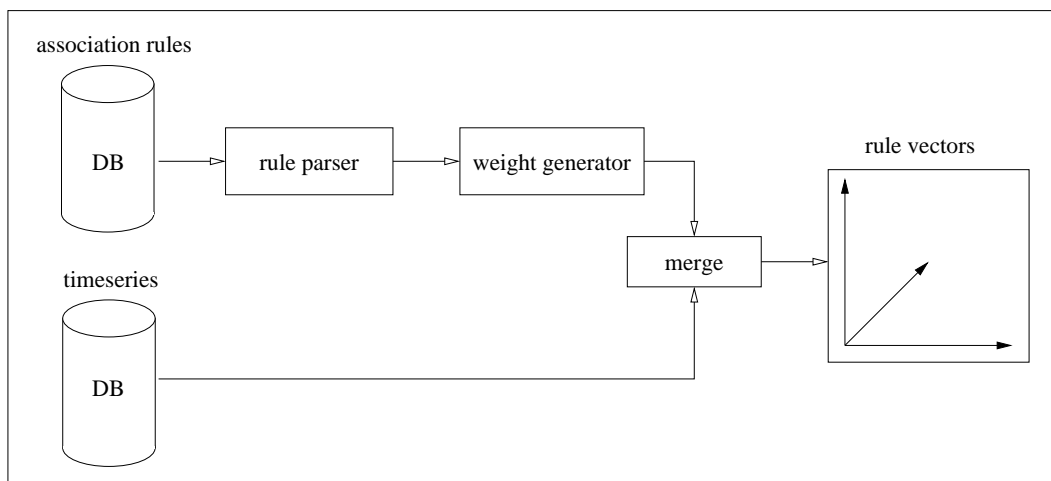 association rules
DB
rule parser
weight generator
rule vectors
merge
timeseries
DB